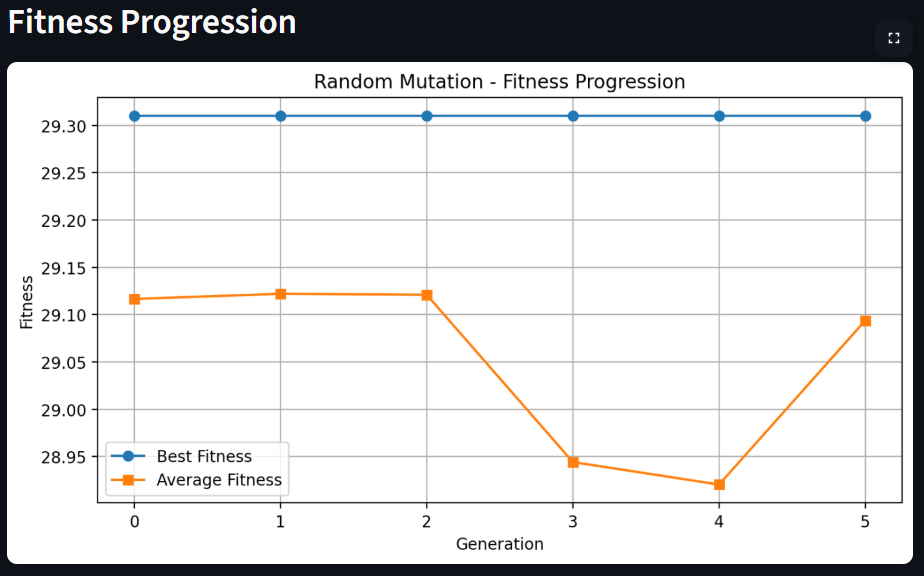 Fitness Progression
Random Mutation - Fitness Progression
29.30
29.25
29.20
29.15
29.10
29.05
29.00
28.95
Fitness
Best Fitness
Average Fitness
0 1 2 3 4 5
Generation